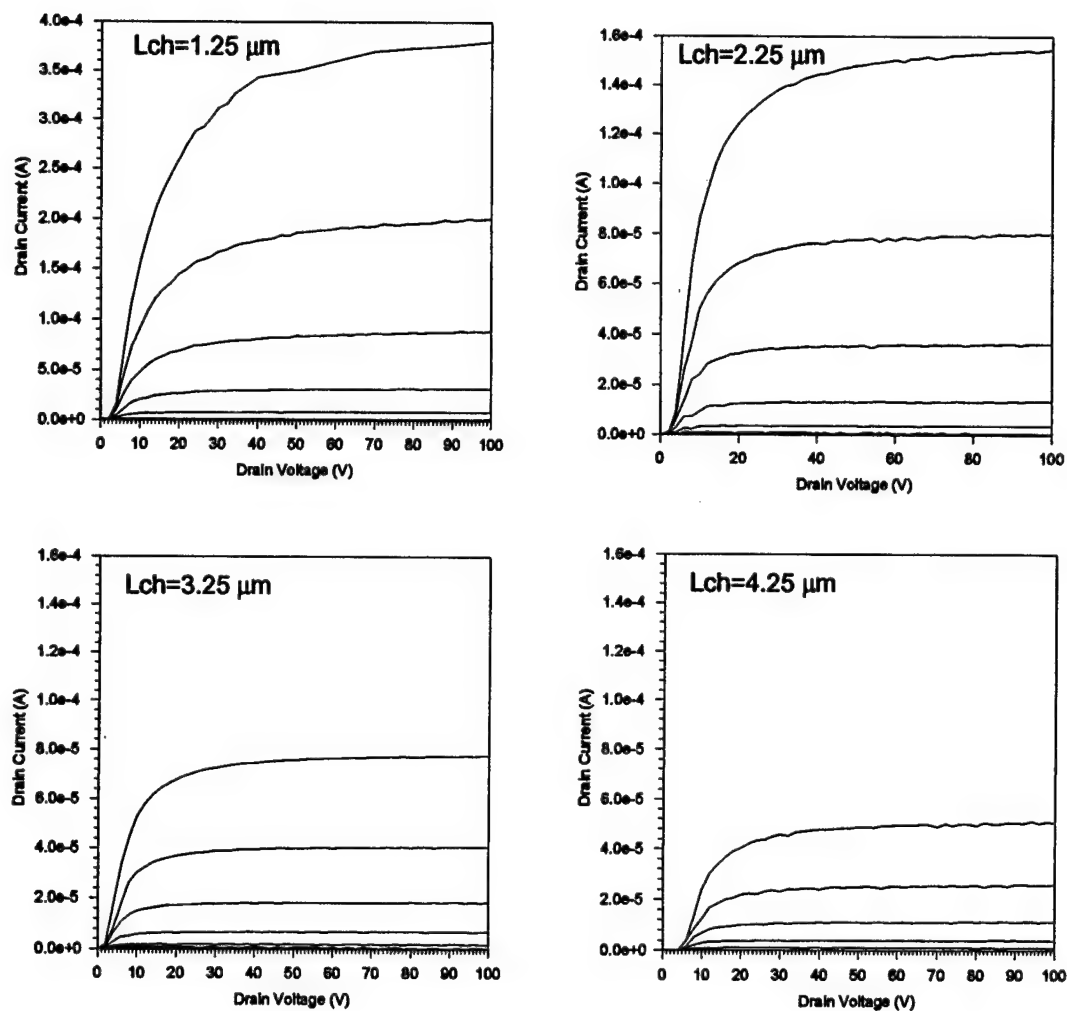 Lch=1.25 μm
4.0e-4
3.5e-4
3.0e-4
2.5e-4
2.0e-4
1.5e-4
1.0e-4
5.0e-5
0.0e+0
Drain Current (A)
0 10 20 30 40 50 60 70 80 90 100
Drain Voltage (V)
Lch=2.25 μm
1.6e-4
1.4e-4
1.2e-4
1.0e-4
8.0e-5
6.0e-5
4.0e-5
2.0e-5
0.0e+0
Drain Current (A)
0 20 40 60 80 100
Drain Voltage (V)
Lch=3.25 μm
1.6e-4
1.4e-4
1.2e-4
1.0e-4
8.0e-5
6.0e-5
4.0e-5
2.0e-5
0.0e+0
Drain Current (A)
0 10 20 30 40 50 60 70 80 90 100
Drain Voltage (V)
Lch=4.25 μm
1.6e-4
1.4e-4
1.2e-4
1.0e-4
8.0e-5
6.0e-5
4.0e-5
2.0e-5
0.0e+0
Drain Current (A)
0 10 20 30 40 50 60 70 80 90 100
Drain Voltage (V)